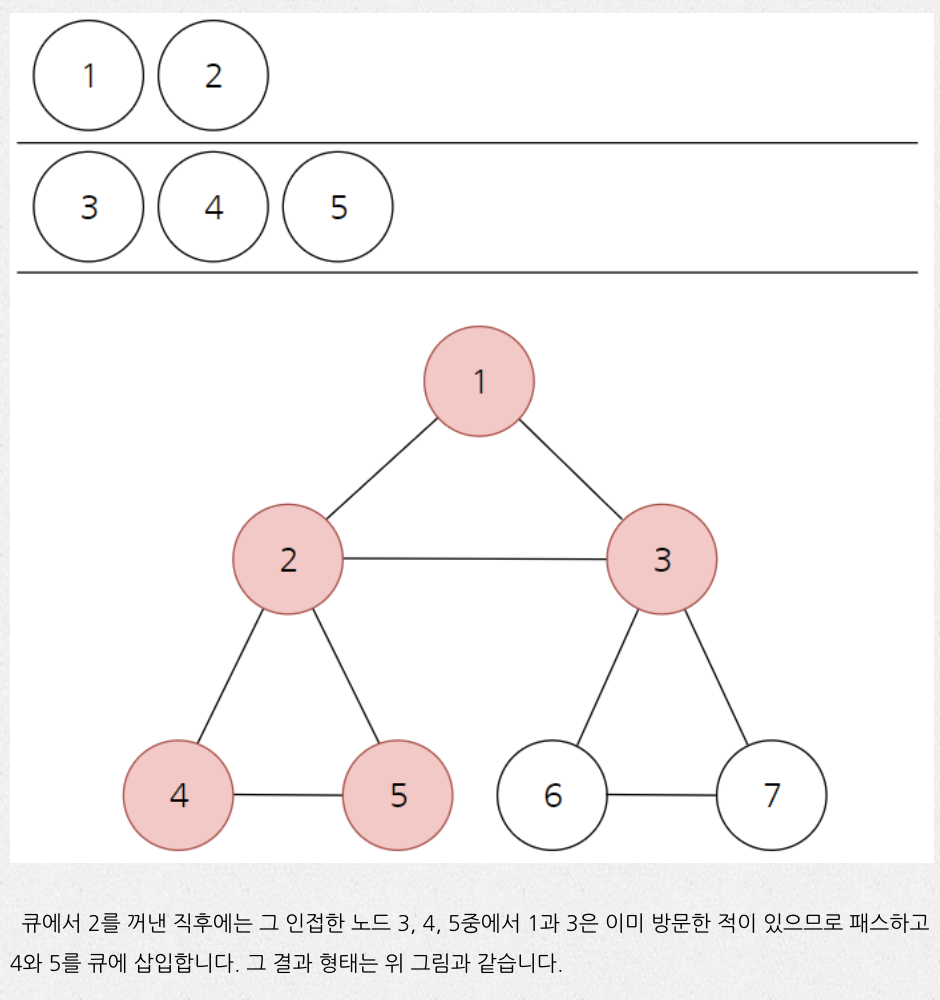 1 2
3 4 5
1
2 3
4 5 6 7
큐에서 2를 꺼낸 직후에는 그 인접한 노드 3, 4, 5중에서 1과 3은 이미 방문한 적이 있으므로 패스하고
4와 5를 큐에 삽입합니다. 그 결과 형태는 위 그림과 같습니다.